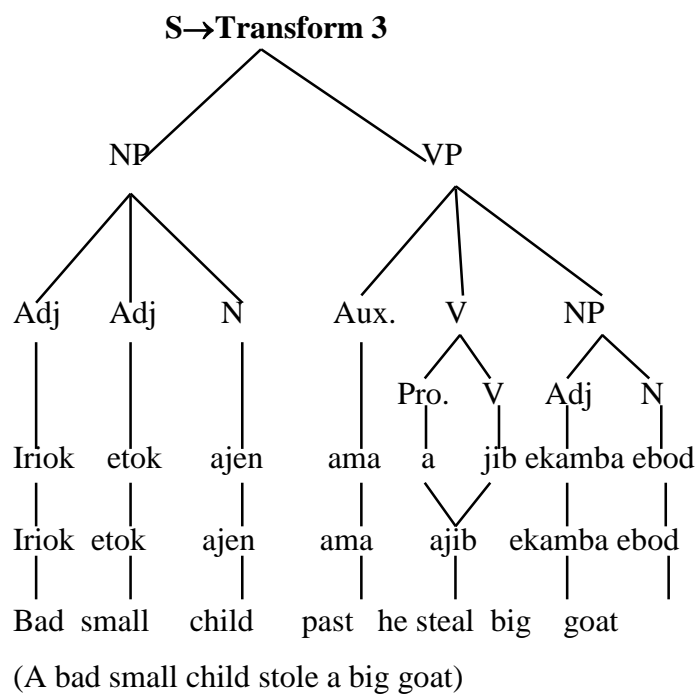 S→Transform 3
NP VP
Adj Adj N Aux. V NP
Pro. V Adj N
Iriok etok ajen ama a jib ekamba ebod
Iriok etok ajen ama ajib ekamba ebod
Bad small child past he steal big goat
(A bad small child stole a big goat)